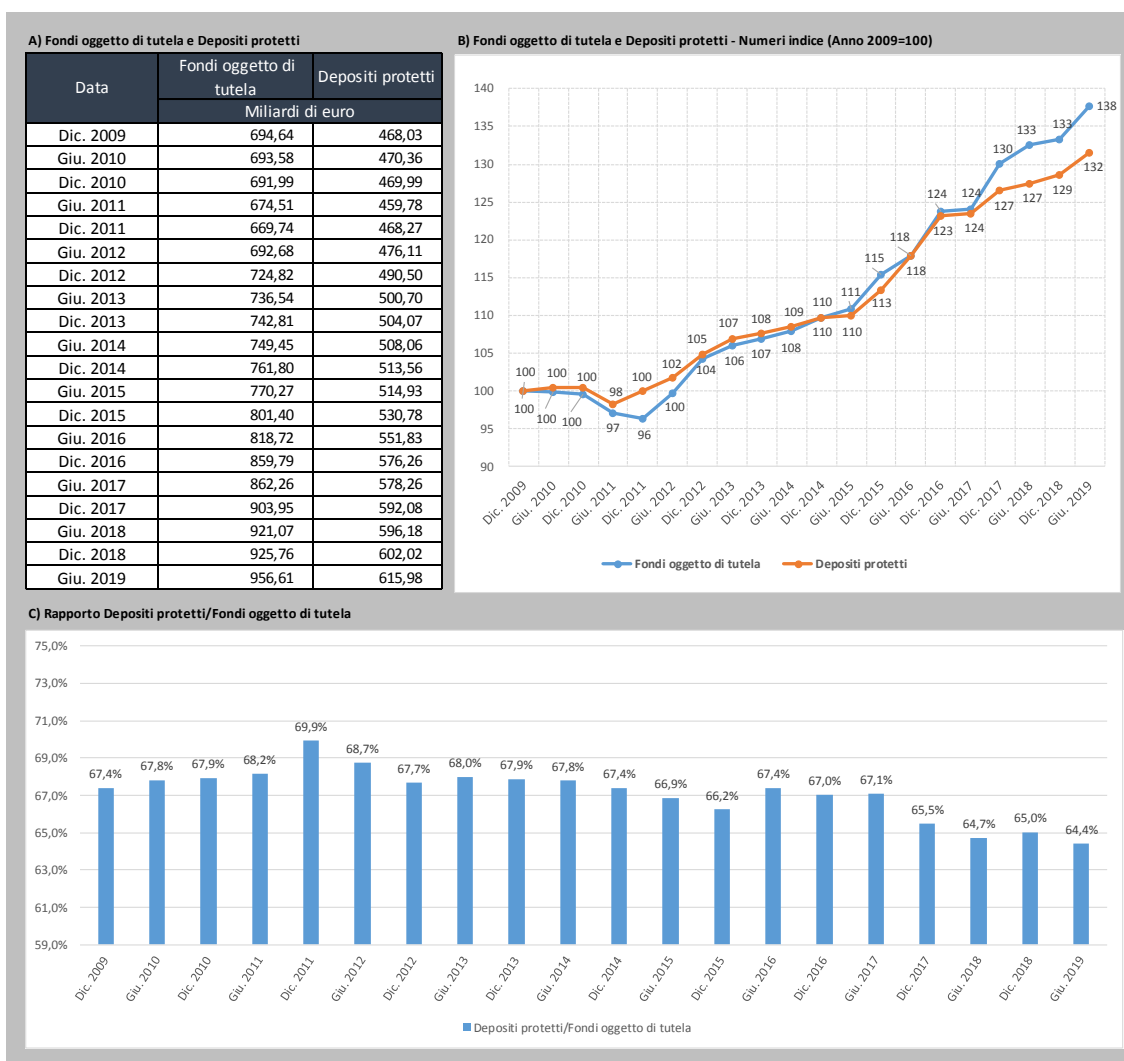 A) Fondi oggetto di tutela e Depositi protetti
Data Fondi oggetto di tutela Depositi protetti
Miliardi di euro
Dic. 2009 694,64 468,03
Giu. 2010 693,58 470,36
Dic. 2010 691,99 469,99
Giu. 2011 674,51 459,78
Dic. 2011 669,74 468,27
Giu. 2012 692,68 476,11
Dic. 2012 724,82 490,50
Giu. 2013 736,54 500,70
Dic. 2013 742,81 504,07
Giu. 2014 749,45 508,06
Dic. 2014 761,80 513,56
Giu. 2015 770,27 514,93
Dic. 2015 801,40 530,78
Giu. 2016 818,72 551,83
Dic. 2016 859,79 576,26
Giu. 2017 862,26 578,26
Dic. 2017 903,95 592,08
Giu. 2018 921,07 596,18
Dic. 2018 925,76 602,02
Giu. 2019 956,61 615,98
B) Fondi oggetto di tutela e Depositi protetti - Numeri indice (Anno 2009=100)
140
135
130
125
120
115
110
105
100
95
90
100 100 100 97 96 100 104 106 107 108 110 111 115 118 124 124 130 133 133 138
100 100 100 98 100 102 105 107 108 109 110 110 113 118 123 124 127 127 129 132
Dic. 2009 Giu. 2010 Dic. 2010 Giu. 2011 Dic. 2011 Giu. 2012 Dic. 2012 Giu. 2013 Dic. 2013 Giu. 2014 Dic. 2014 Giu. 2015 Dic. 2015 Giu. 2016 Dic. 2016 Giu. 2017 Dic. 2017 Giu. 2018 Dic. 2018 Giu. 2019
Fondi oggetto di tutela Depositi protetti
C) Rapporto Depositi protetti/Fondi oggetto di tutela
75,0%
73,0%
71,0%
69,0%
67,0%
65,0%
63,0%
61,0%
59,0%
67,4% 67,8% 67,9% 68,2% 69,9% 68,7% 67,7% 68,0% 67,9% 67,8% 67,4% 66,9% 66,2% 67,4% 67,0% 67,1% 65,5% 64,7% 65,0% 64,4%
Dic. 2009 Giu. 2010 Dic. 2010 Giu. 2011 Dic. 2011 Giu. 2012 Dic. 2012 Giu. 2013 Dic. 2013 Giu. 2014 Dic. 2014 Giu. 2015 Dic. 2015 Giu. 2016 Dic. 2016 Giu. 2017 Dic. 2017 Giu. 2018 Dic. 2018 Giu. 2019
Depositi protetti/Fondi oggetto di tutela